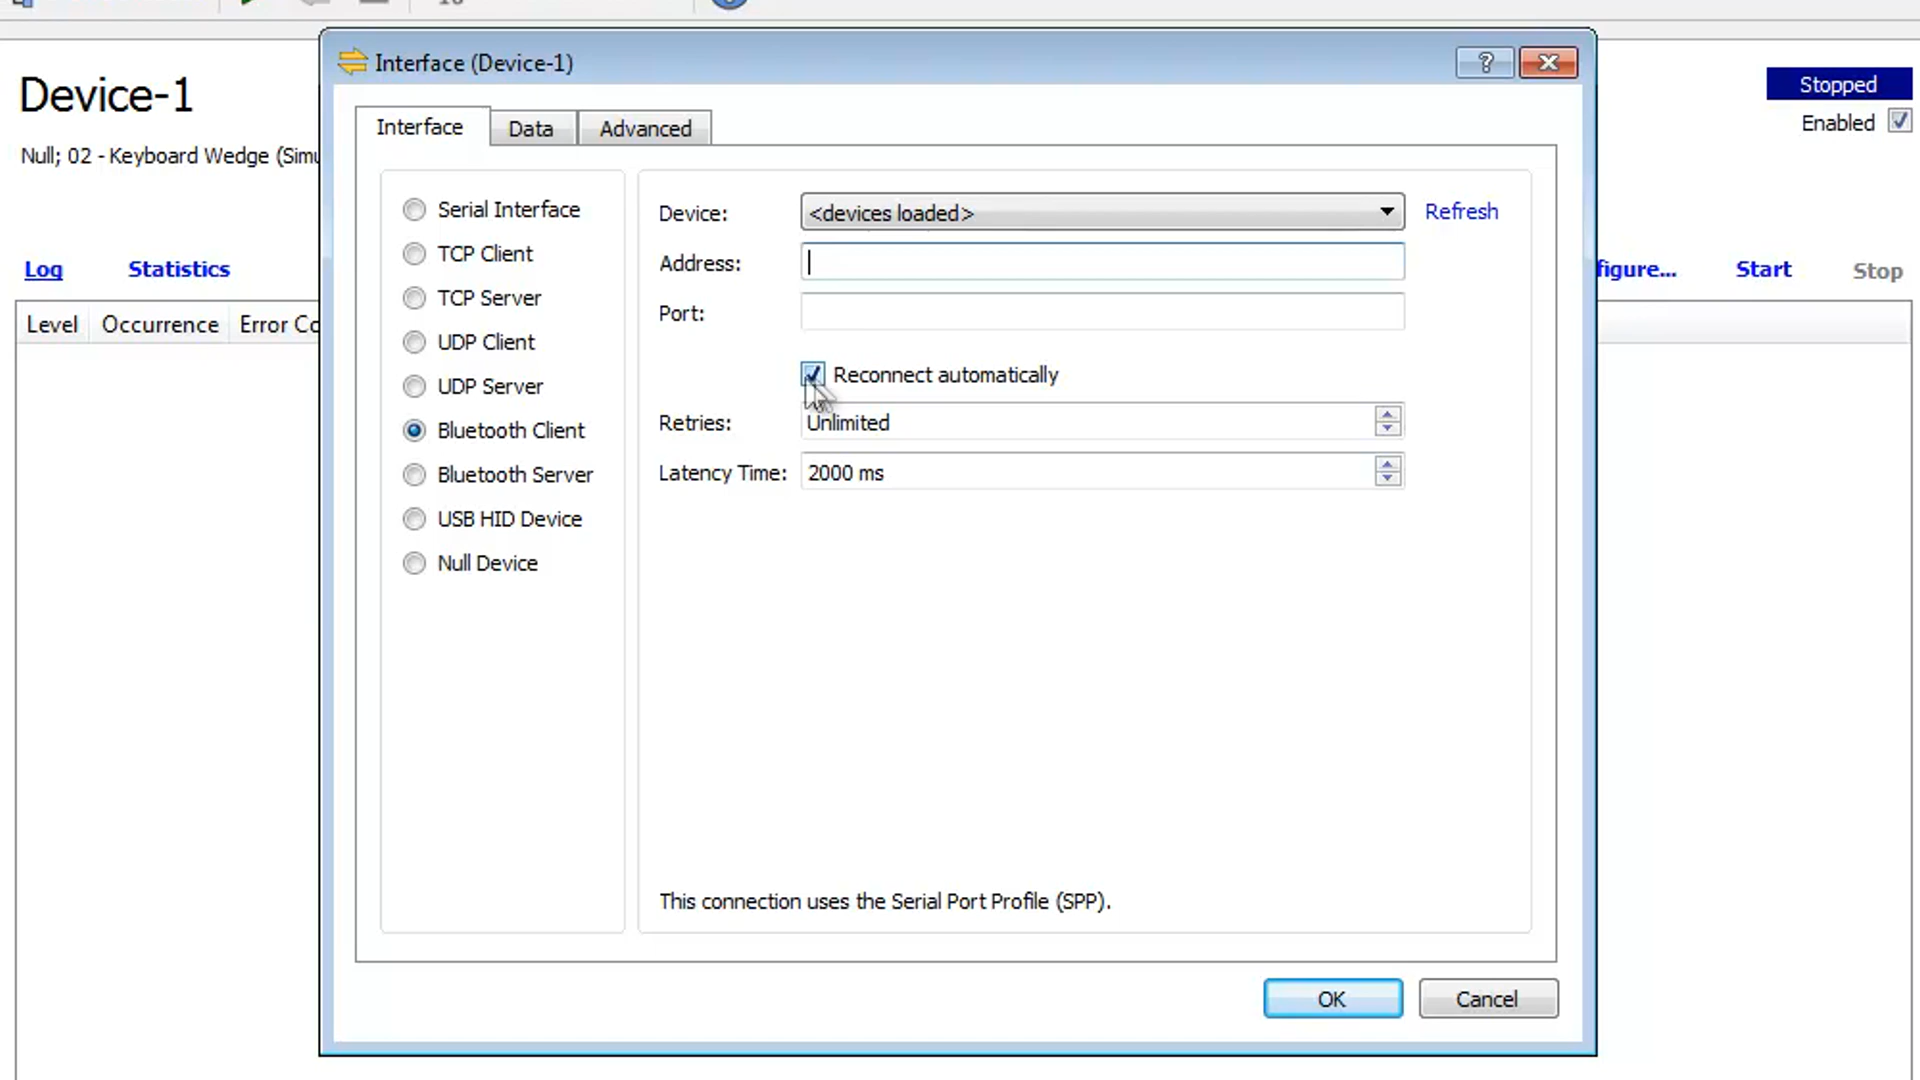 Interface (Device-1)
?
Device-1
Stopped
Enabled
Null; 02 - Keyboard Wedge (Simu
Interface
Data
Advanced
Serial Interface
TCP Client
TCP Server
UDP Client
UDP Server
Bluetooth Client
Bluetooth Server
USB HID Device
Null Device
Device:
<devices loaded>
Refresh
Address:
Port:
Reconnect automatically
Retries:
Unlimited
Latency Time:
2000 ms
This connection uses the Serial Port Profile (SPP).
OK
Cancel
Log
Statistics
figure...
Start
Stop
Level
Occurrence
Error Co